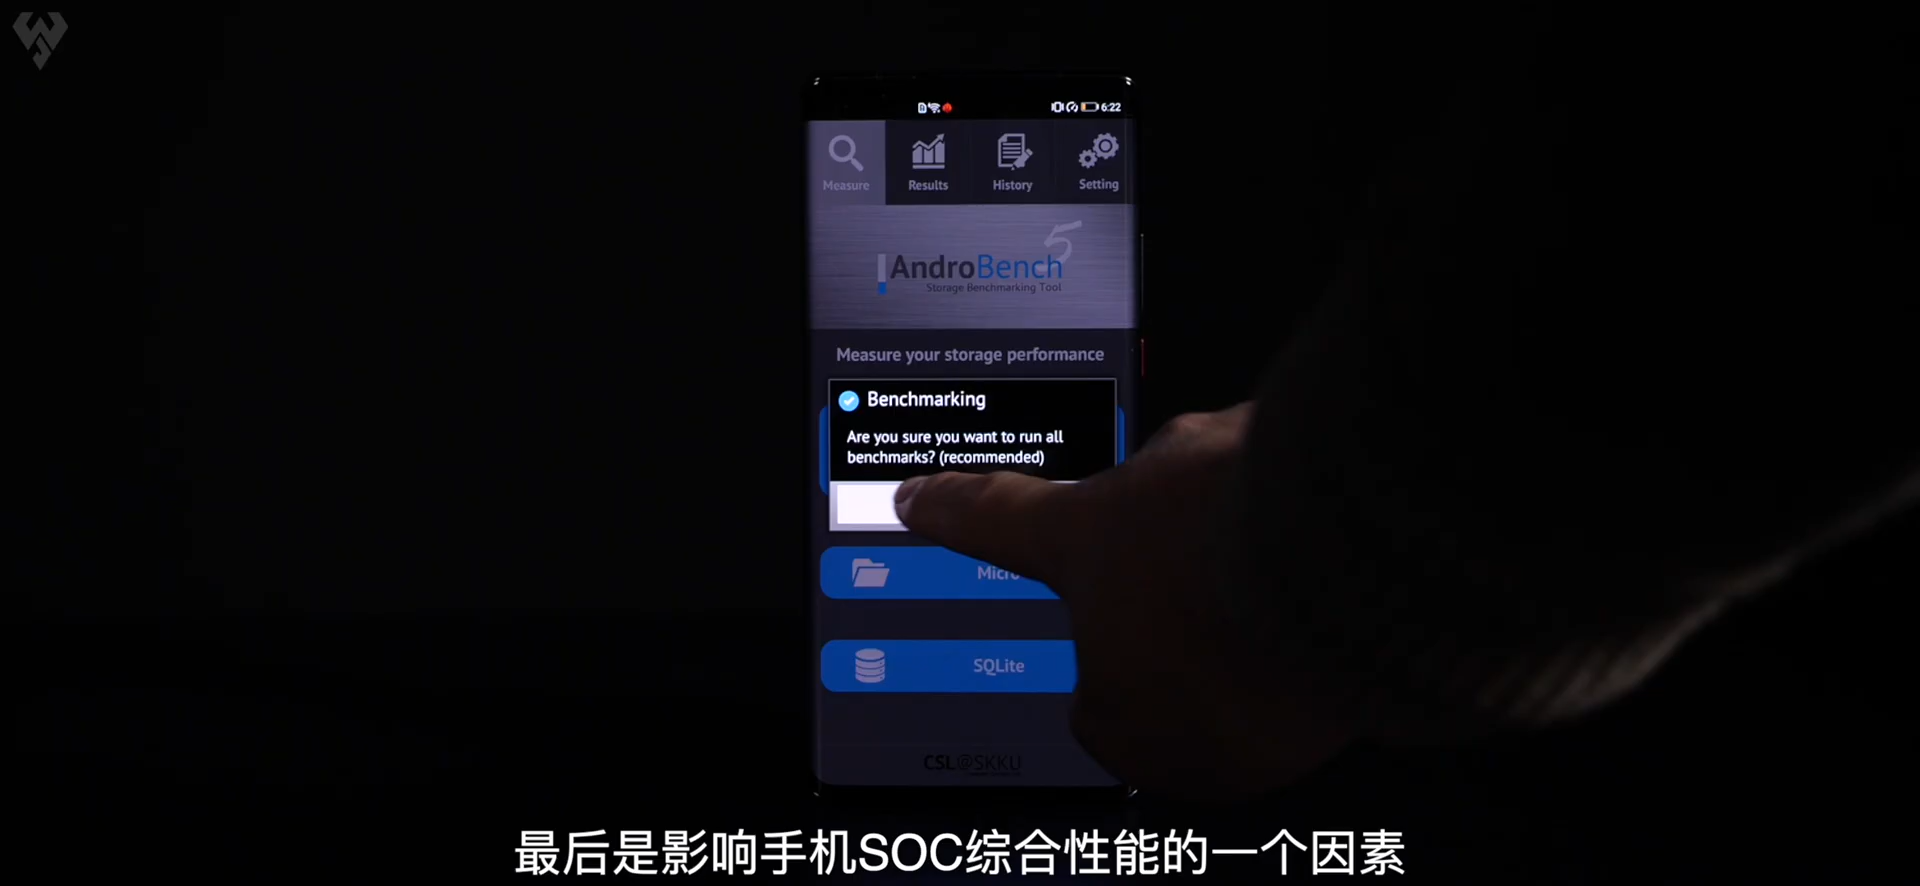 6:22
Measure
Results
History
Setting
AndroBench 5
Storage Benchmarking Tool
Measure your storage performance
Benchmarking
Are you sure you want to run all
benchmarks? (recommended)
Micro
SQLite
CSL@SKKU
最后是影响手机SOC综合性能的一个因素